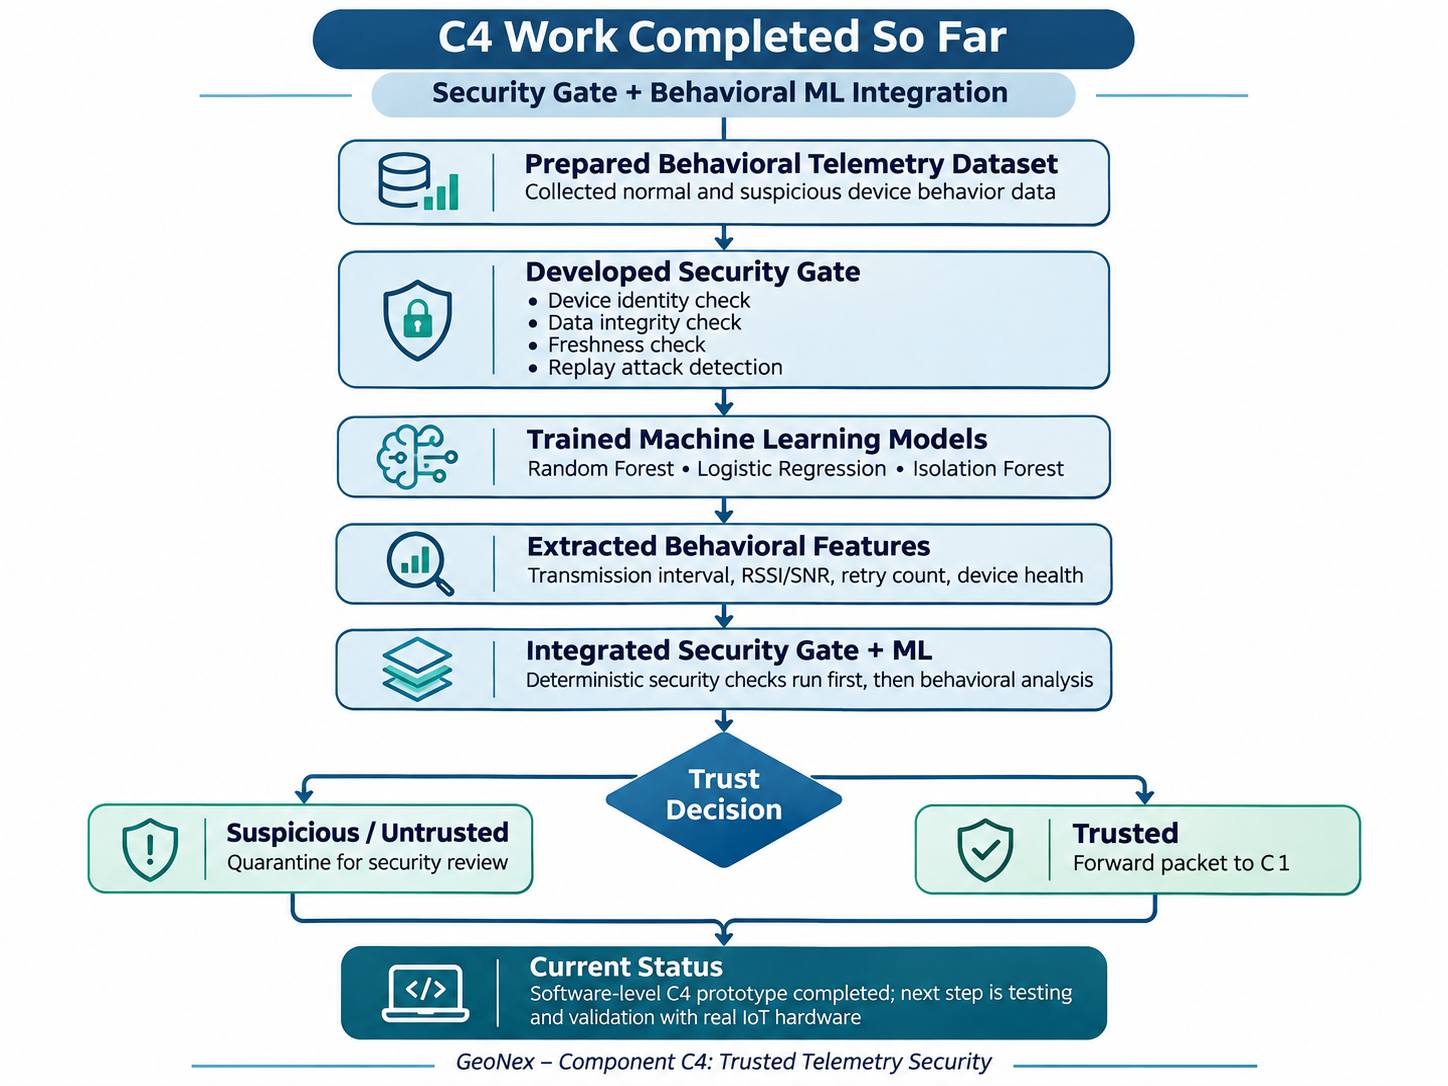 C4 Work Completed So Far
Security Gate + Behavioral ML Integration
Prepared Behavioral Telemetry Dataset
Collected normal and suspicious device behavior data
Developed Security Gate
• Device identity check
• Data integrity check
• Freshness check
• Replay attack detection
Trained Machine Learning Models
Random Forest • Logistic Regression • Isolation Forest
Extracted Behavioral Features
Transmission interval, RSSI/SNR, retry count, device health
Integrated Security Gate + ML
Deterministic security checks run first, then behavioral analysis
Trust
Decision
Suspicious / Untrusted
Quarantine for security review
Trusted
Forward packet to C1
Current Status
Software-level C4 prototype completed; next step is testing
and validation with real IoT hardware
GeoNex – Component C4: Trusted Telemetry Security